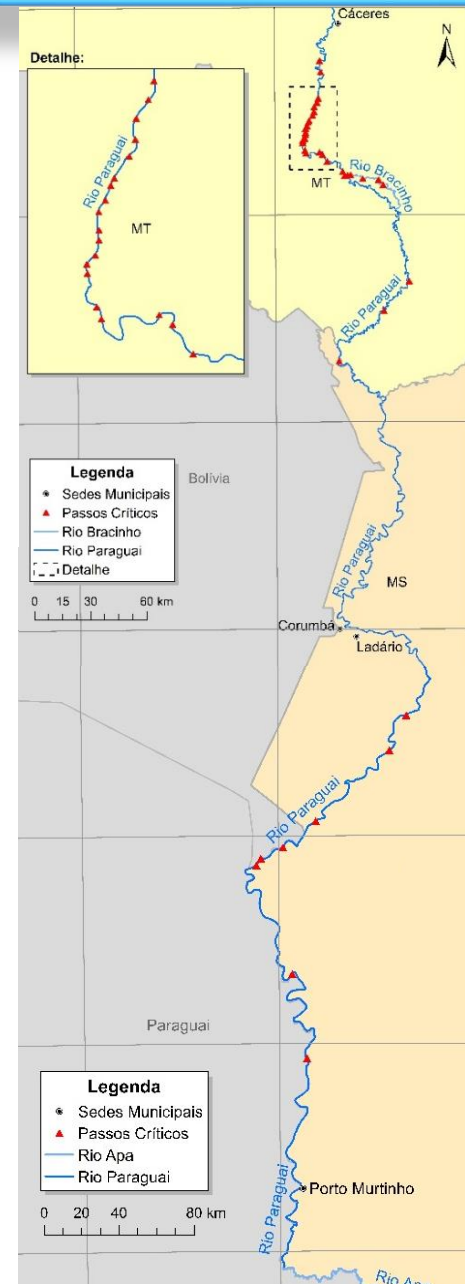 Cáceres
N
Detalhe:
Rio Paraguai
MT
MT
Rio Bracinho
Rio Paraguai
Legenda
Sedes Municipais
Passos Críticos
Rio Bracinho
Rio Paraguai
Detalhe
0 15 30 60 km
Bolívia
Rio Paraguai
MS
Corumbá
Ladário
Rio Paraguai
Paraguai
Legenda
Sedes Municipais
Passos Críticos
Rio Apa
Rio Paraguai
0 20 40 80 km
Porto Murtinho
Rio Paraguai
Rio